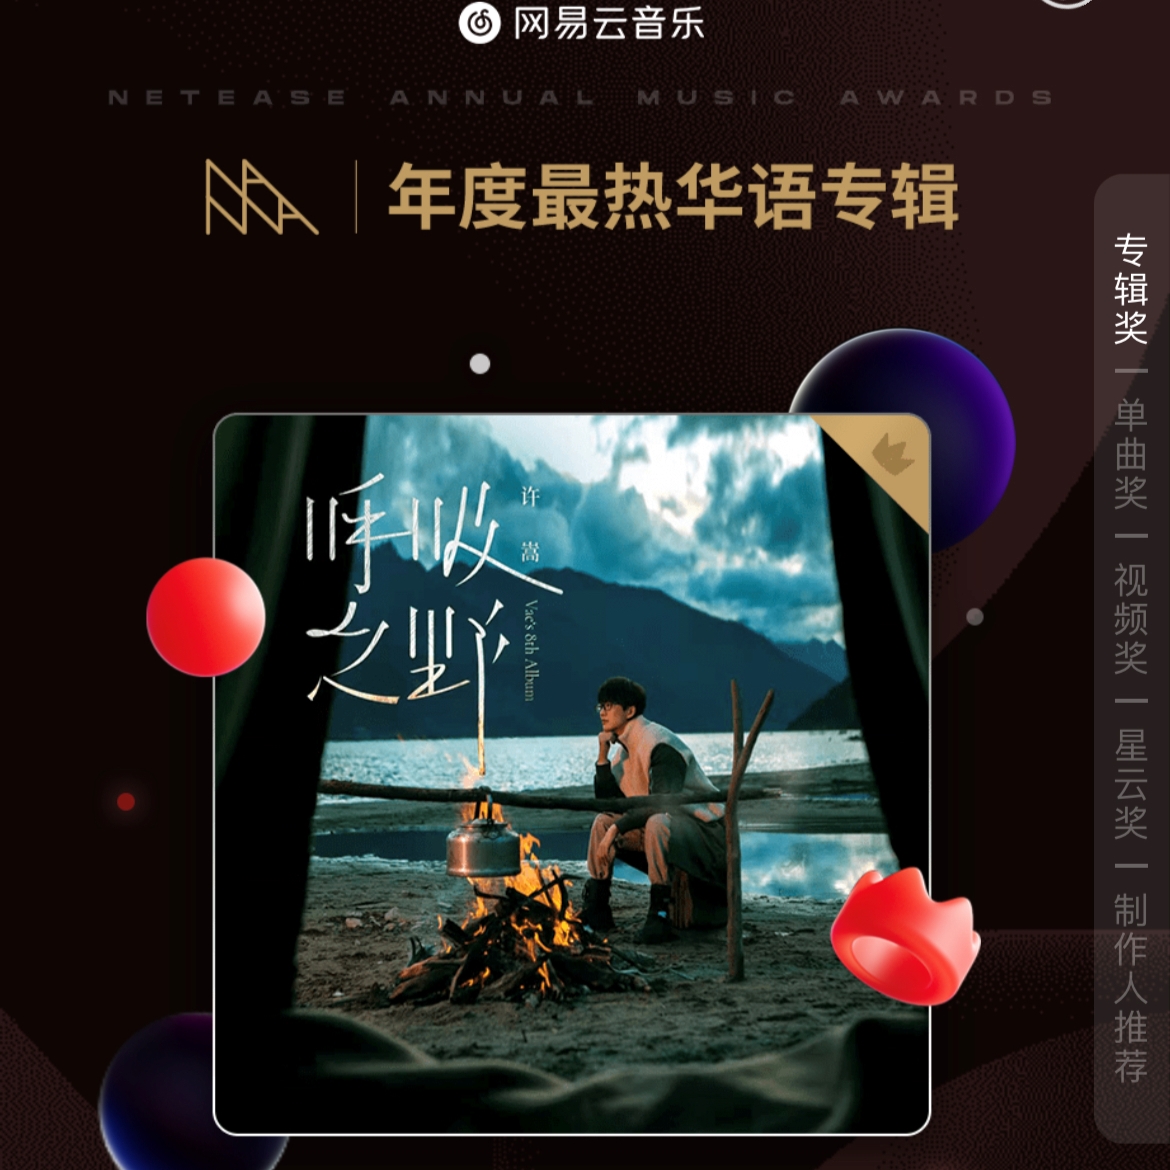 网易云音乐
NETEASE ANNUAL MUSIC AWARDS
年度最热华语专辑
呼吸
之野
许嵩
Vae's 8th Album
专辑奖
单曲奖
视频奖
星云奖
制作人推荐